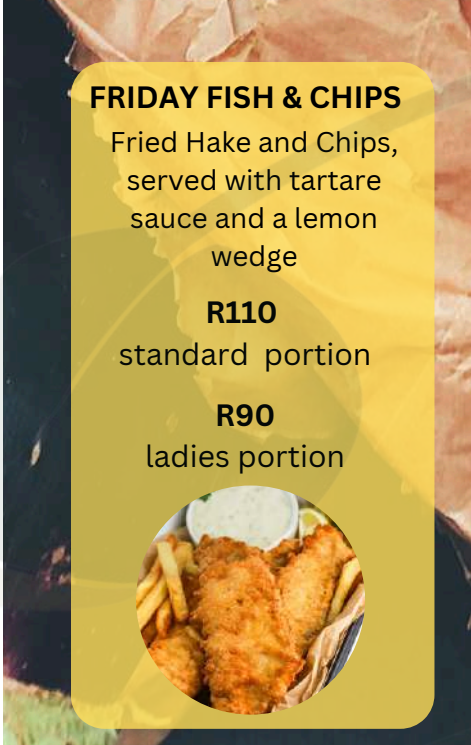 FRIDAY FISH & CHIPS
Fried Hake and Chips,
served with tartare
sauce and a lemon
wedge
R110
standard portion
R90
ladies portion